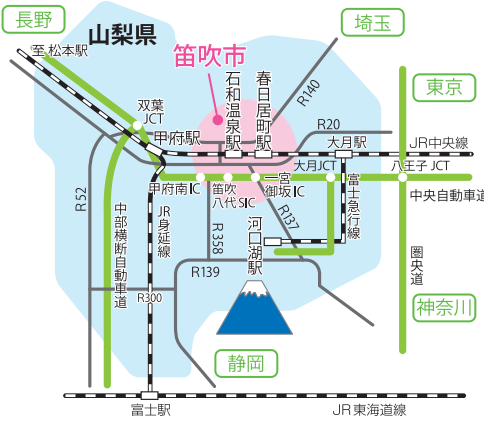 長野
山梨県
埼玉
至 松本駅
笛吹市
石和温泉駅
春日居町駅
東京
R140
双葉
JCT
R20
甲府駅
大月駅
JR中央線
大月JCT
八王子 JCT
甲府南IC
笛吹
八代SIC
一宮
御坂IC
中央自動車道
R52
中部横断自動車道
JR身延線
R358
河口湖駅
R137
富士急行線
圏央道
R139
R300
神奈川
静岡
富士駅
JR東海道線